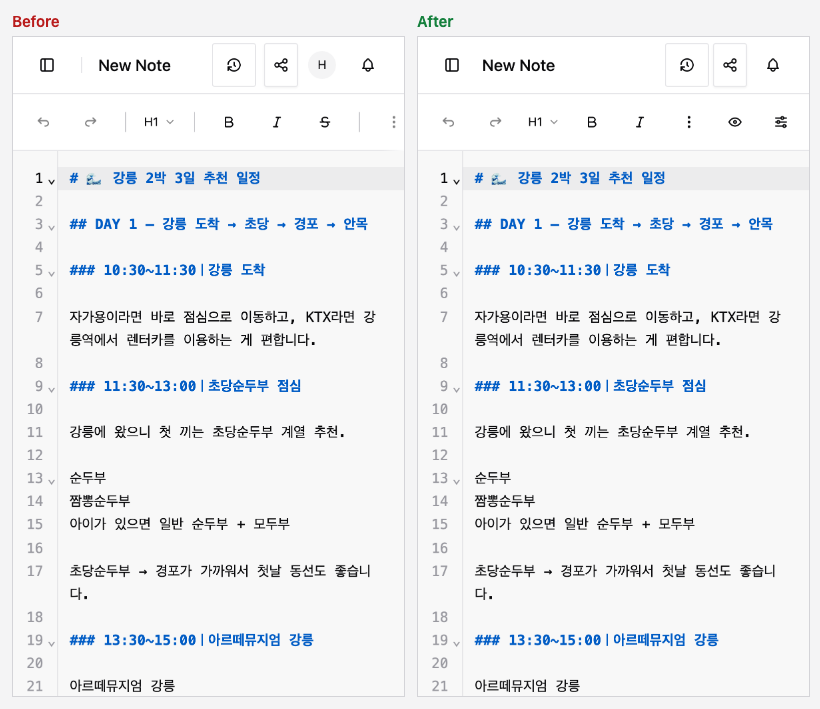 Before
New Note
H
H1 B I S
1 # 🌊 강릉 2박 3일 추천 일정
2
3 ## DAY 1 — 강릉 도착 → 초당 → 경포 → 안목
4
5 ### 10:30~11:30 | 강릉 도착
6
7 자가용이라면 바로 점심으로 이동하고, KTX라면 강
릉역에서 렌터카를 이용하는 게 편합니다.
8
9 ### 11:30~13:00 | 초당순두부 점심
10
11 강릉에 왔으니 첫 끼는 초당순두부 계열 추천.
12
13 순두부
14 짬뽕순두부
15 아이가 있으면 일반 순두부 + 모두부
16
17 초당순두부 → 경포가 가까워서 첫날 동선도 좋습니
다.
18
19 ### 13:30~15:00 | 아르떼뮤지엄 강릉
20
21 아르떼뮤지엄 강릉
After
New Note
H1 B I
1 # 🌊 강릉 2박 3일 추천 일정
2
3 ## DAY 1 — 강릉 도착 → 초당 → 경포 → 안목
4
5 ### 10:30~11:30 | 강릉 도착
6
7 자가용이라면 바로 점심으로 이동하고, KTX라면 강
릉역에서 렌터카를 이용하는 게 편합니다.
8
9 ### 11:30~13:00 | 초당순두부 점심
10
11 강릉에 왔으니 첫 끼는 초당순두부 계열 추천.
12
13 순두부
14 짬뽕순두부
15 아이가 있으면 일반 순두부 + 모두부
16
17 초당순두부 → 경포가 가까워서 첫날 동선도 좋습니
다.
18
19 ### 13:30~15:00 | 아르떼뮤지엄 강릉
20
21 아르떼뮤지엄 강릉